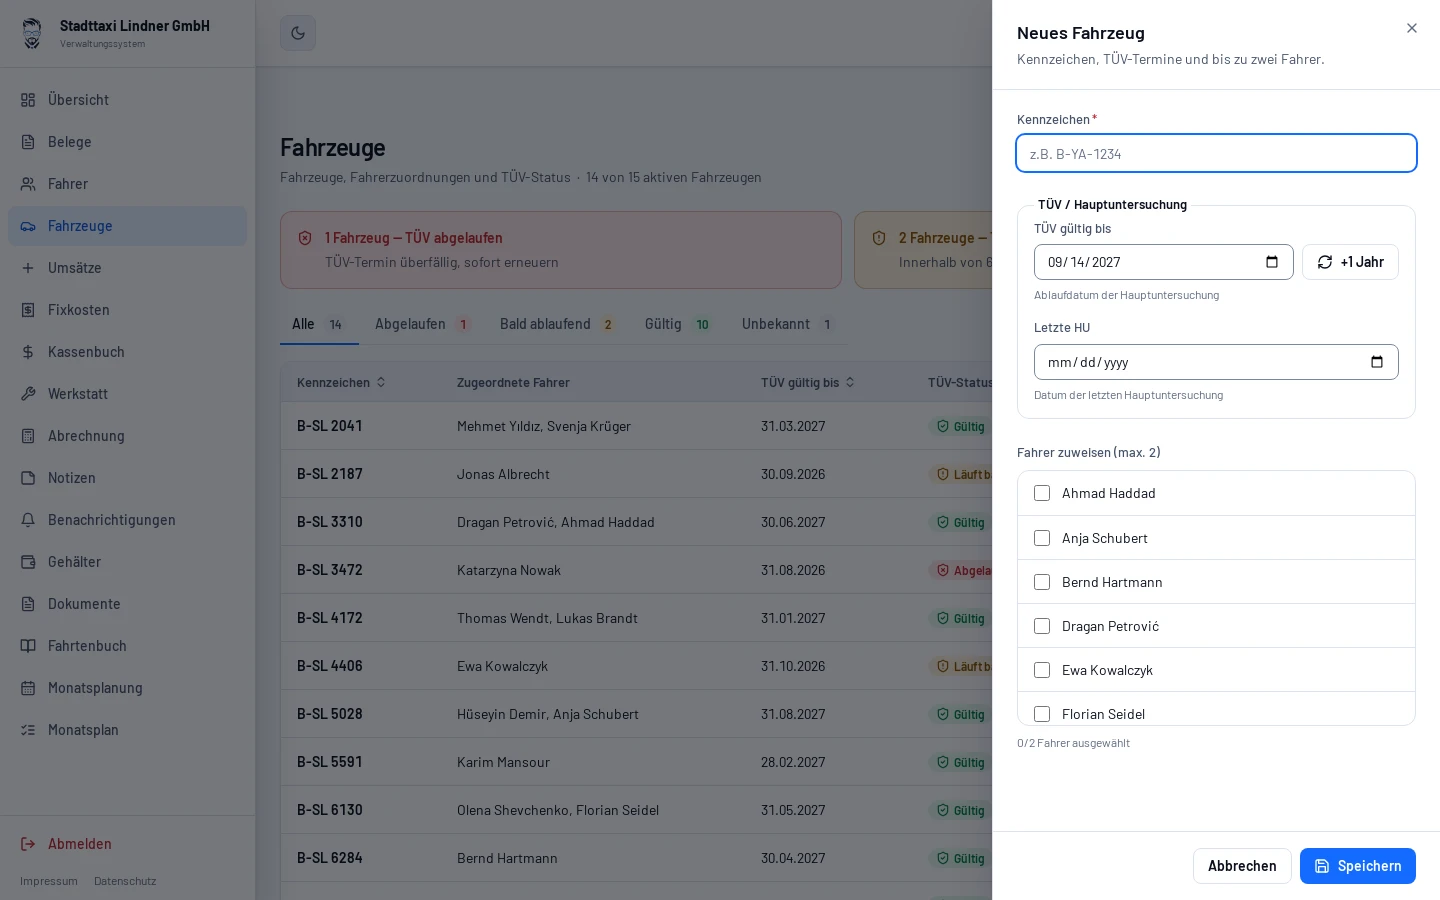 Stadttaxi Lindner GmbH
Verwaltungssystem
Übersicht
Belege
Fahrer
Fahrzeuge
Umsätze
Fixkosten
Kassenbuch
Werkstatt
Abrechnung
Notizen
Benachrichtigungen
Gehälter
Dokumente
Fahrtenbuch
Monatsplanung
Monatsplan
Abmelden
Impressum Datenschutz
Fahrzeuge
Fahrzeuge, Fahrerzuordnungen und TÜV-Status · 14 von 15 aktiven Fahrzeugen
1 Fahrzeug — TÜV abgelaufen
TÜV-Termin überfällig, sofort erneuern
2 Fahrzeuge —
Innerhalb von 6
Alle 14 Abgelaufen 1 Bald ablaufend 2 Gültig 10 Unbekannt 1
Kennzeichen Zugeordnete Fahrer TÜV gültig bis TÜV-Status
B-SL 2041 Mehmet Yıldız, Svenja Krüger 31.03.2027 Gültig
B-SL 2187 Jonas Albrecht 30.09.2026 Läuft b
B-SL 3310 Dragan Petrović, Ahmad Haddad 30.06.2027 Gültig
B-SL 3472 Katarzyna Nowak 31.08.2026 Abgela
B-SL 4172 Thomas Wendt, Lukas Brandt 31.01.2027 Gültig
B-SL 4406 Ewa Kowalczyk 31.10.2026 Läuft b
B-SL 5028 Hüseyin Demir, Anja Schubert 31.08.2027 Gültig
B-SL 5591 Karim Mansour 28.02.2027 Gültig
B-SL 6130 Olena Shevchenko, Florian Seidel 31.05.2027 Gültig
B-SL 6284 Bernd Hartmann 30.04.2027 Gültig
Neues Fahrzeug
Kennzeichen, TÜV-Termine und bis zu zwei Fahrer.
Kennzeichen *
z.B. B-YA-1234
TÜV / Hauptuntersuchung
TÜV gültig bis
09/14/2027 +1 Jahr
Ablaufdatum der Hauptuntersuchung
Letzte HU
mm/dd/yyyy
Datum der letzten Hauptuntersuchung
Fahrer zuweisen (max. 2)
Ahmad Haddad
Anja Schubert
Bernd Hartmann
Dragan Petrović
Ewa Kowalczyk
Florian Seidel
0/2 Fahrer ausgewählt
Abbrechen Speichern